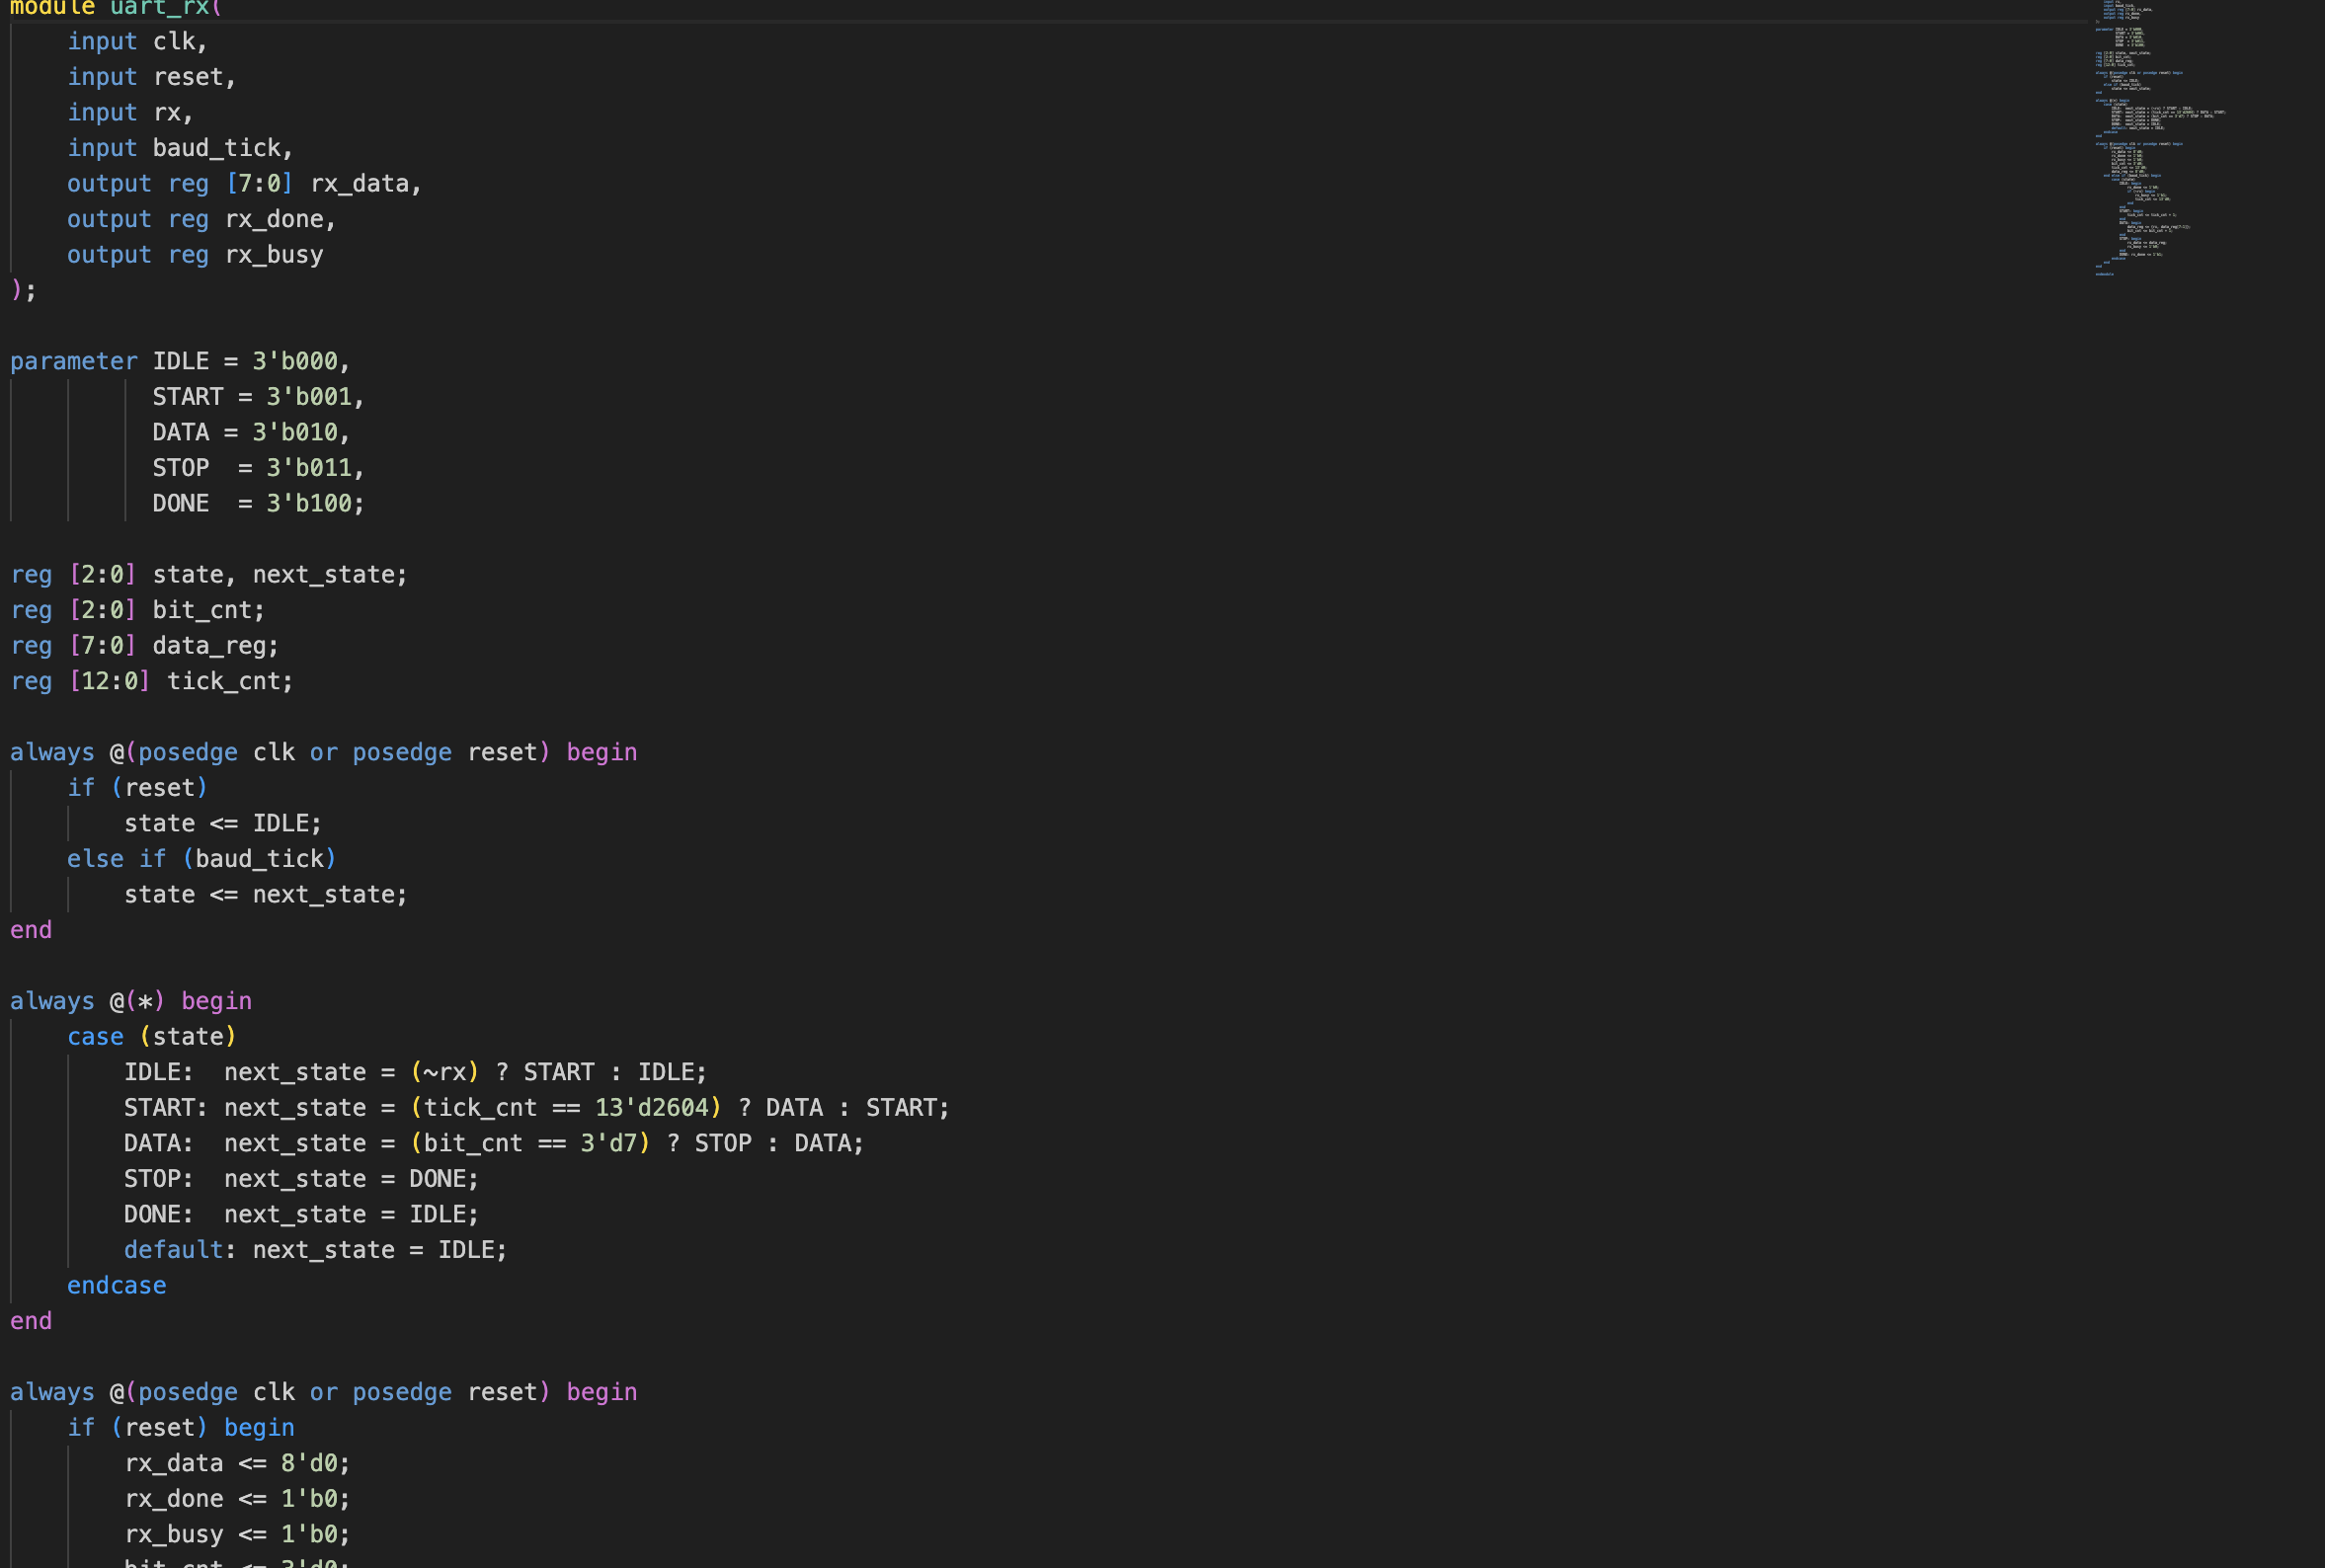 module uart_rx(
    input clk,
    input reset,
    input rx,
    input baud_tick,
    output reg [7:0] rx_data,
    output reg rx_done,
    output reg rx_busy
);

parameter IDLE = 3'b000,
          START = 3'b001,
          DATA = 3'b010,
          STOP  = 3'b011,
          DONE  = 3'b100;

reg [2:0] state, next_state;
reg [2:0] bit_cnt;
reg [7:0] data_reg;
reg [12:0] tick_cnt;

always @(posedge clk or posedge reset) begin
    if (reset)
        state <= IDLE;
    else if (baud_tick)
        state <= next_state;
end

always @(*) begin
    case (state)
        IDLE:  next_state = (~rx) ? START : IDLE;
        START: next_state = (tick_cnt == 13'd2604) ? DATA : START;
        DATA:  next_state = (bit_cnt == 3'd7) ? STOP : DATA;
        STOP:  next_state = DONE;
        DONE:  next_state = IDLE;
        default: next_state = IDLE;
    endcase
end

always @(posedge clk or posedge reset) begin
    if (reset) begin
        rx_data <= 8'd0;
        rx_done <= 1'b0;
        rx_busy <= 1'b0;
        bit_cnt <= 3'd0;